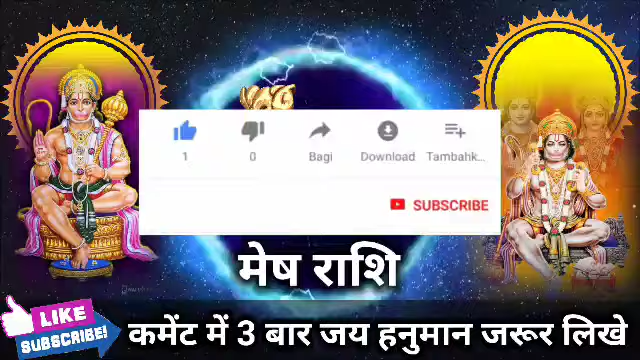 1 0 Bagi Download Tambahk...
SUBSCRIBE
मेष राशि
LIKE
SUBSCRIBE!
कमेंट में 3 बार जय हनुमान जरूर लिखे